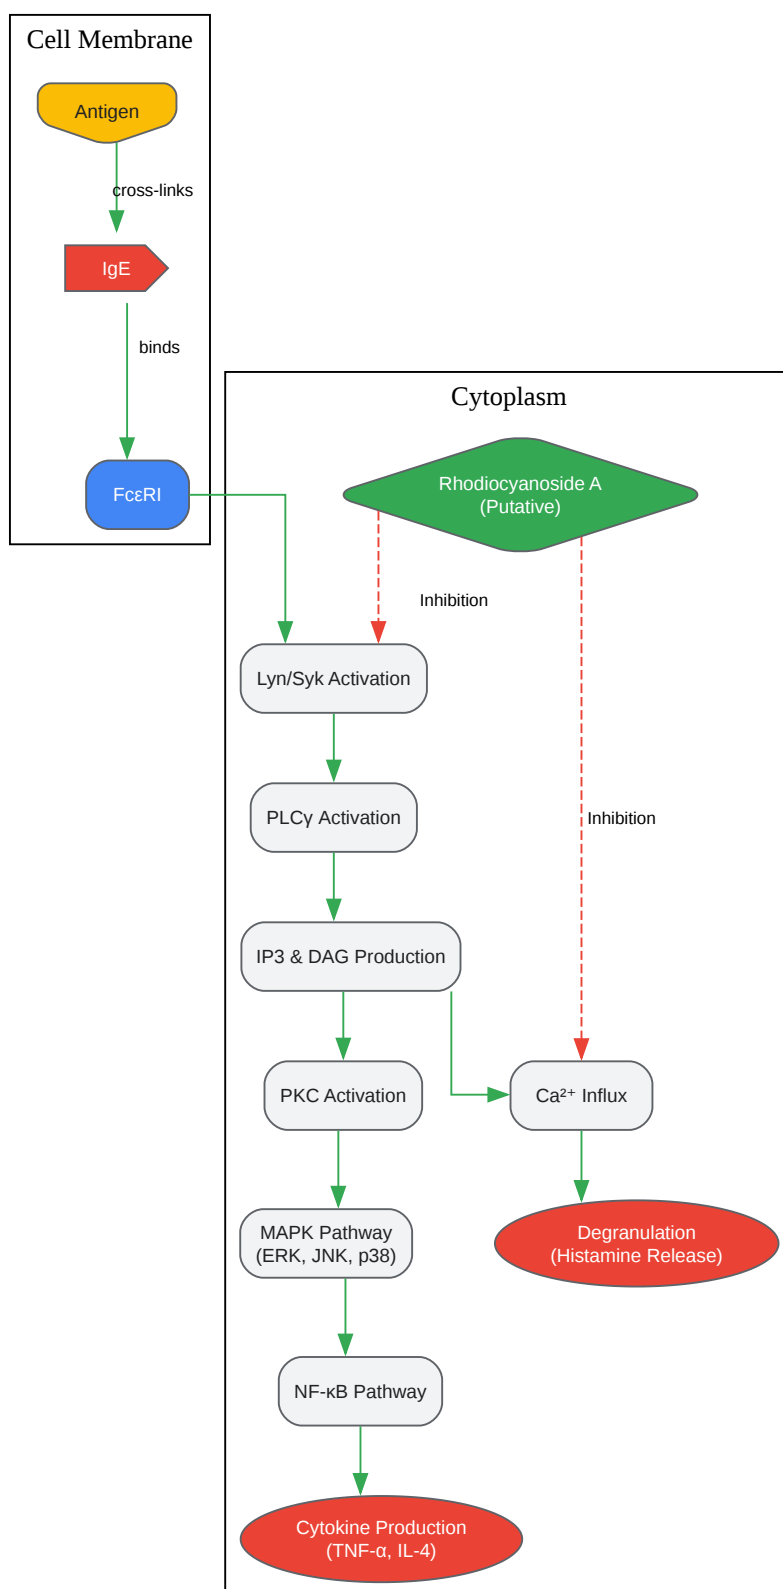 Cell Membrane
Antigen
cross-links
IgE
binds
FcεRI
Cytoplasm
Rhodiocyanoside A
(Putative)
Inhibition
Lyn/Syk Activation
PLCγ Activation
Inhibition
IP3 & DAG Production
PKC Activation
Ca²⁺ Influx
MAPK Pathway
(ERK, JNK, p38)
Degranulation
(Histamine Release)
NF-κB Pathway
Cytokine Production
(TNF-α, IL-4)